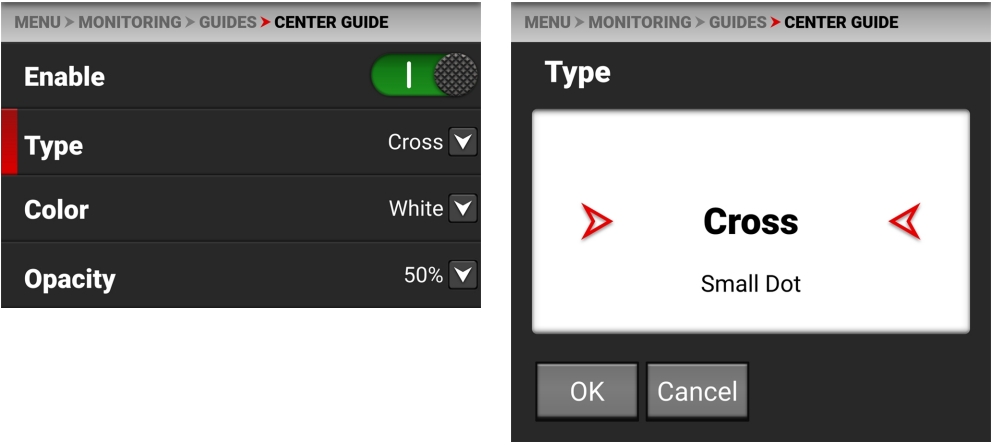 MENU > MONITORING > GUIDES > CENTER GUIDE
Enable
Type Cross
Color White
Opacity 50%
MENU > MONITORING > GUIDES > CENTER GUIDE
Type
Cross
Small Dot
OK Cancel